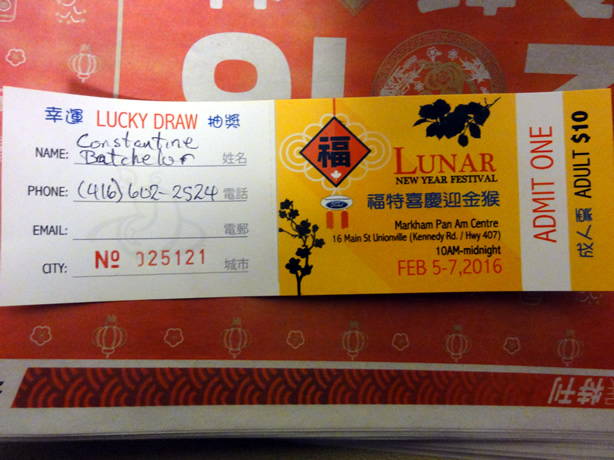 幸運 LUCKY DRAW 抽獎
NAME: Constantine Batchelor 姓名
PHONE: (416) 602-2524 電話
EMAIL: 電郵
CITY: 城市
Nº 025121
福
Ford
LUNAR
NEW YEAR FESTIVAL
福特喜慶迎金猴
Markham Pan Am Centre
16 Main St Unionville (Kennedy Rd. / Hwy 407)
10AM-midnight
FEB 5-7,2016
ADMIT ONE
成人票 ADULT $10
特刊